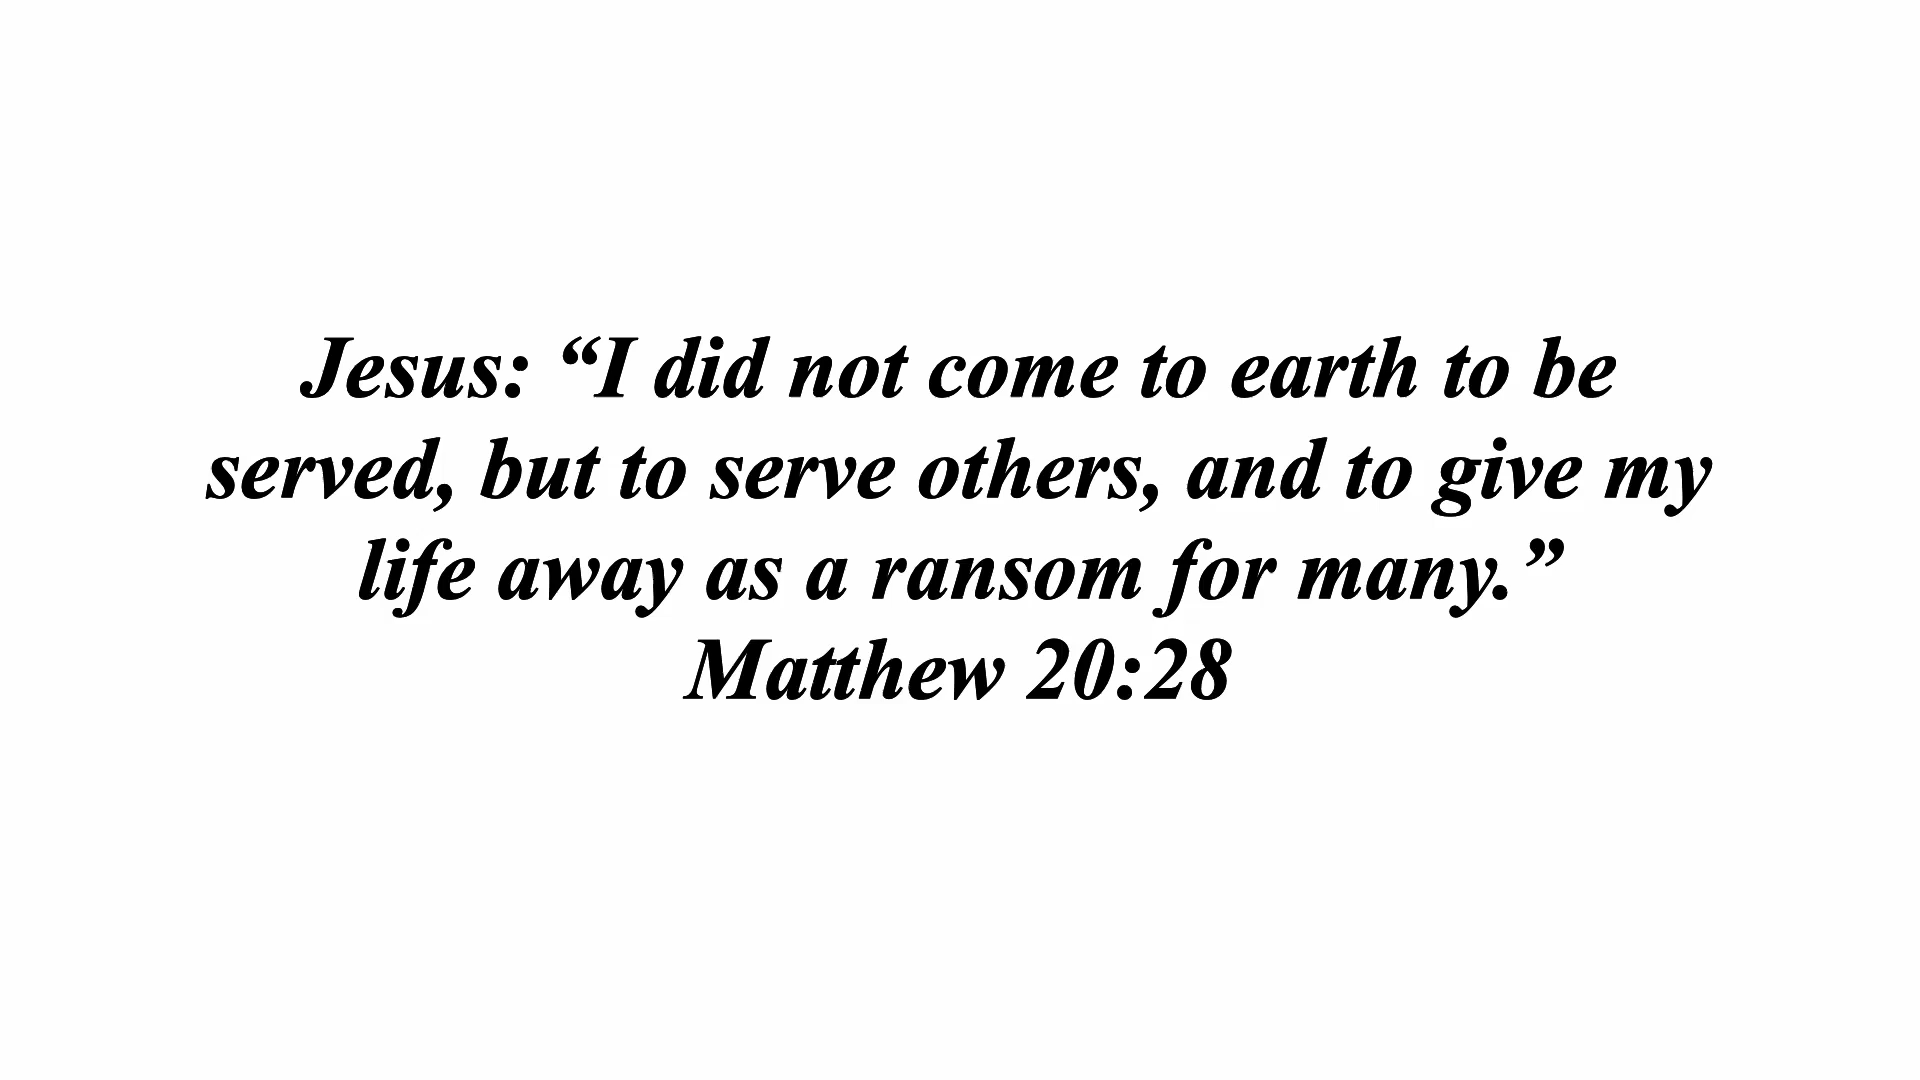 Jesus: “I did not come to earth to be
served, but to serve others, and to give my
life away as a ransom for many.”
Matthew 20:28